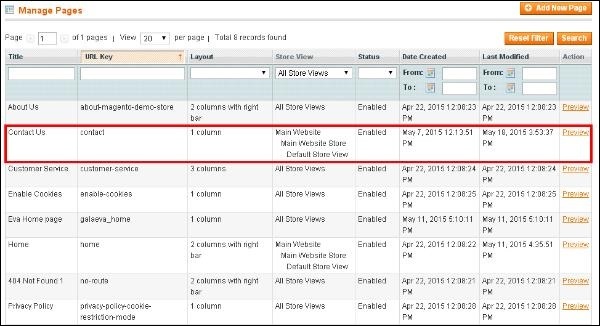 Manage Pages
Add New Page
Page 1 of 1 pages | View 20 per page | Total 8 records found
Reset Filter Search
Title URL Key Layout Store View Status Date Created Last Modified Action
All Store Views From: From:
To : To :
About Us about-magento-demo-store 2 columns with right bar All Store Views Enabled Apr 22, 2015 12:08:23 PM Apr 22, 2015 12:08:23 PM Preview
Contact Us contact 1 column Main Website Enabled May 7, 2015 12:13:51 PM May 18, 2015 3:53:37 PM Preview
Main Website Store
Default Store View
Customer Service customer-service 3 columns All Store Views Enabled Apr 22, 2015 12:08:24 PM Apr 22, 2015 12:08:24 PM Preview
Enable Cookies enable-cookies 1 column All Store Views Enabled Apr 22, 2015 12:08:25 PM Apr 22, 2015 12:08:25 PM Preview
Eva Home page galaeva_home 1 column All Store Views Enabled May 11, 2015 5:10:11 PM May 11, 2015 5:10:11 PM Preview
Home home 2 columns with right bar Main Website Enabled Apr 22, 2015 12:08:22 PM May 11, 2015 4:35:51 PM Preview
Main Website Store
Default Store View
404 Not Found 1 no-route 2 columns with right bar All Store Views Enabled Apr 22, 2015 12:08:21 PM Apr 22, 2015 12:08:21 PM Preview
Privacy Policy privacy-policy-cookie-restriction-mode 1 column All Store Views Enabled Apr 22, 2015 12:08:28 PM Apr 22, 2015 12:08:28 PM Preview